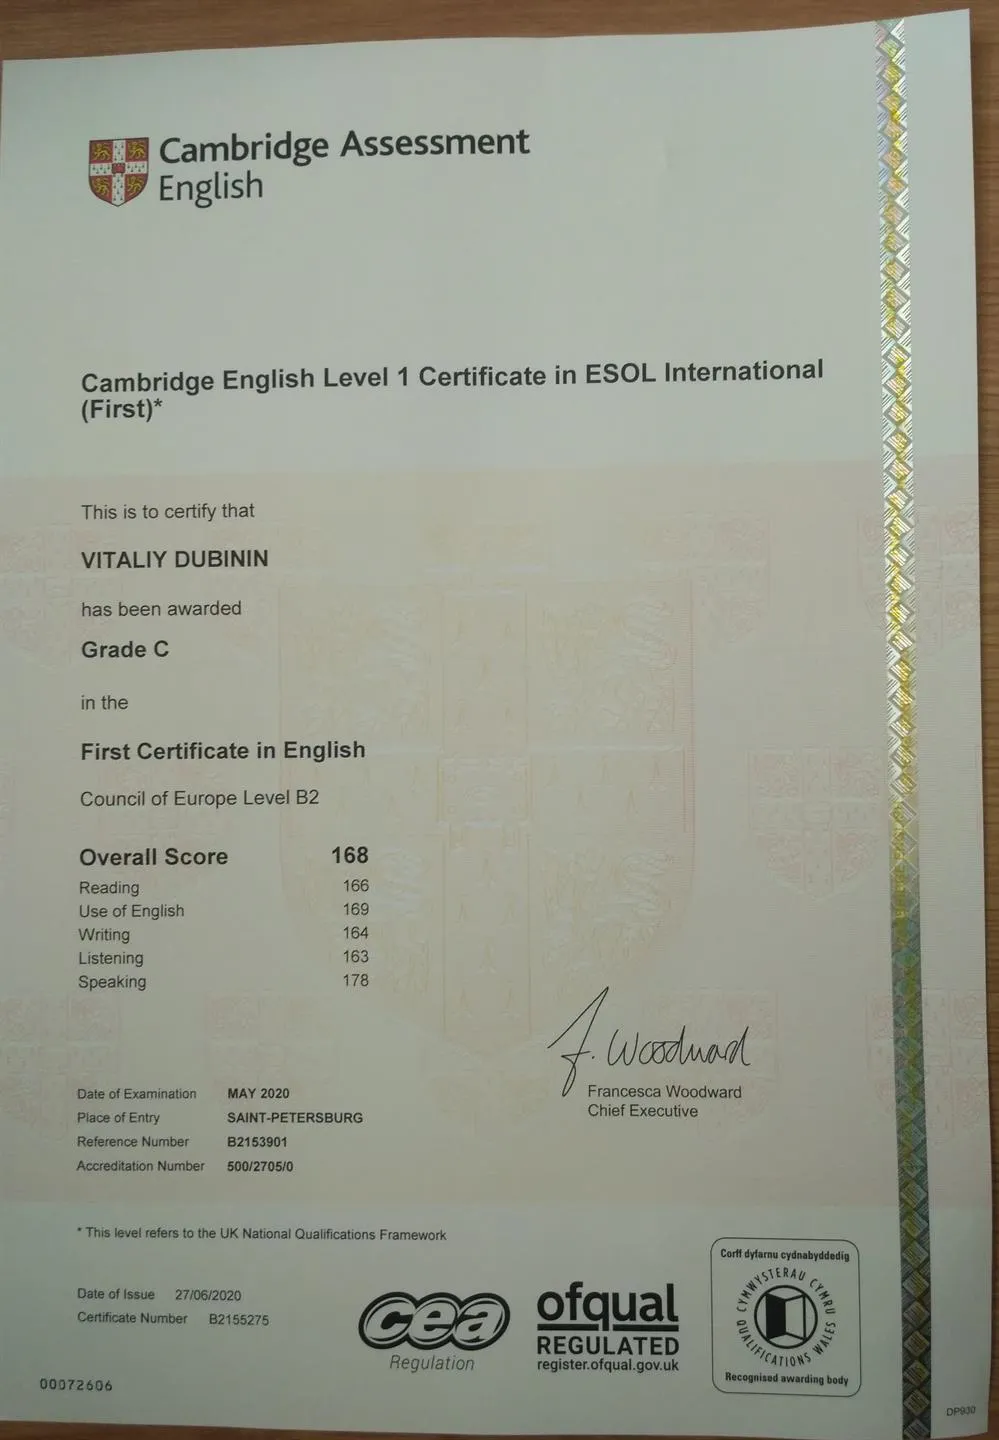 Cambridge Assessment
English
Cambridge English Level 1 Certificate in ESOL International
(First)*
This is to certify that
VITALIY DUBININ
has been awarded
Grade C
in the
First Certificate in English
Council of Europe Level B2
Overall Score 168
Reading 166
Use of English 169
Writing 164
Listening 163
Speaking 178
F. Woodward
Francesca Woodward
Chief Executive
Date of Examination MAY 2020
Place of Entry SAINT-PETERSBURG
Reference Number B2153901
Accreditation Number 500/2705/0
* This level refers to the UK National Qualifications Framework
Date of Issue 27/06/2020
Certificate Number B2155275
cea
Regulation
ofqual
REGULATED
register.ofqual.gov.uk
Corff dyfarnu cydnabyddedig
CYMWYSTERAU CYMRU
QUALIFICATIONS WALES
Recognised awarding body
00072606
DP930